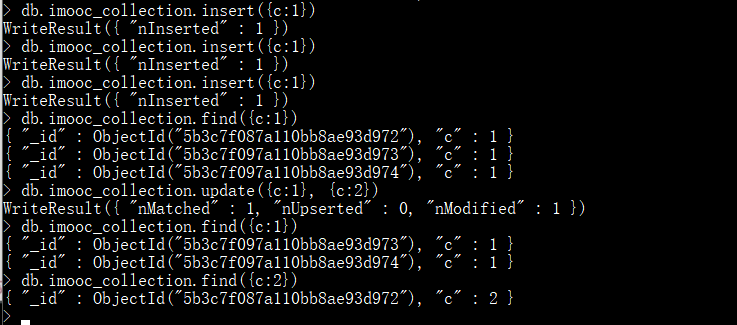 > db.imooc_collection.insert({c:1})
WriteResult({ "nInserted" : 1 })
> db.imooc_collection.insert({c:1})
WriteResult({ "nInserted" : 1 })
> db.imooc_collection.insert({c:1})
WriteResult({ "nInserted" : 1 })
> db.imooc_collection.find({c:1})
{ "_id" : ObjectId("5b3c7f087a110bb8ae93d972"), "c" : 1 }
{ "_id" : ObjectId("5b3c7f097a110bb8ae93d973"), "c" : 1 }
{ "_id" : ObjectId("5b3c7f097a110bb8ae93d974"), "c" : 1 }
> db.imooc_collection.update({c:1}, {c:2})
WriteResult({ "nMatched" : 1, "nUpserted" : 0, "nModified" : 1 })
> db.imooc_collection.find({c:1})
{ "_id" : ObjectId("5b3c7f097a110bb8ae93d973"), "c" : 1 }
{ "_id" : ObjectId("5b3c7f097a110bb8ae93d974"), "c" : 1 }
> db.imooc_collection.find({c:2})
{ "_id" : ObjectId("5b3c7f087a110bb8ae93d972"), "c" : 2 }
>